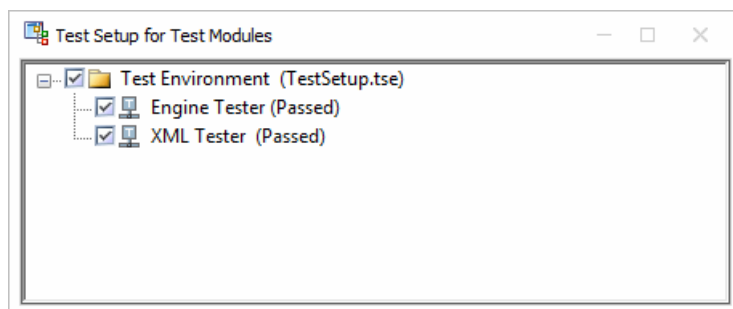 Test Setup for Test Modules
Test Environment (TestSetup.tse)
Engine Tester (Passed)
XML Tester (Passed)